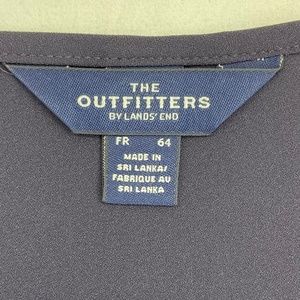 THE
OUTFITTERS
BY LANDS' END
FR 64
MADE IN
SRI LANKA/
FABRIQUE AU
SRI LANKA